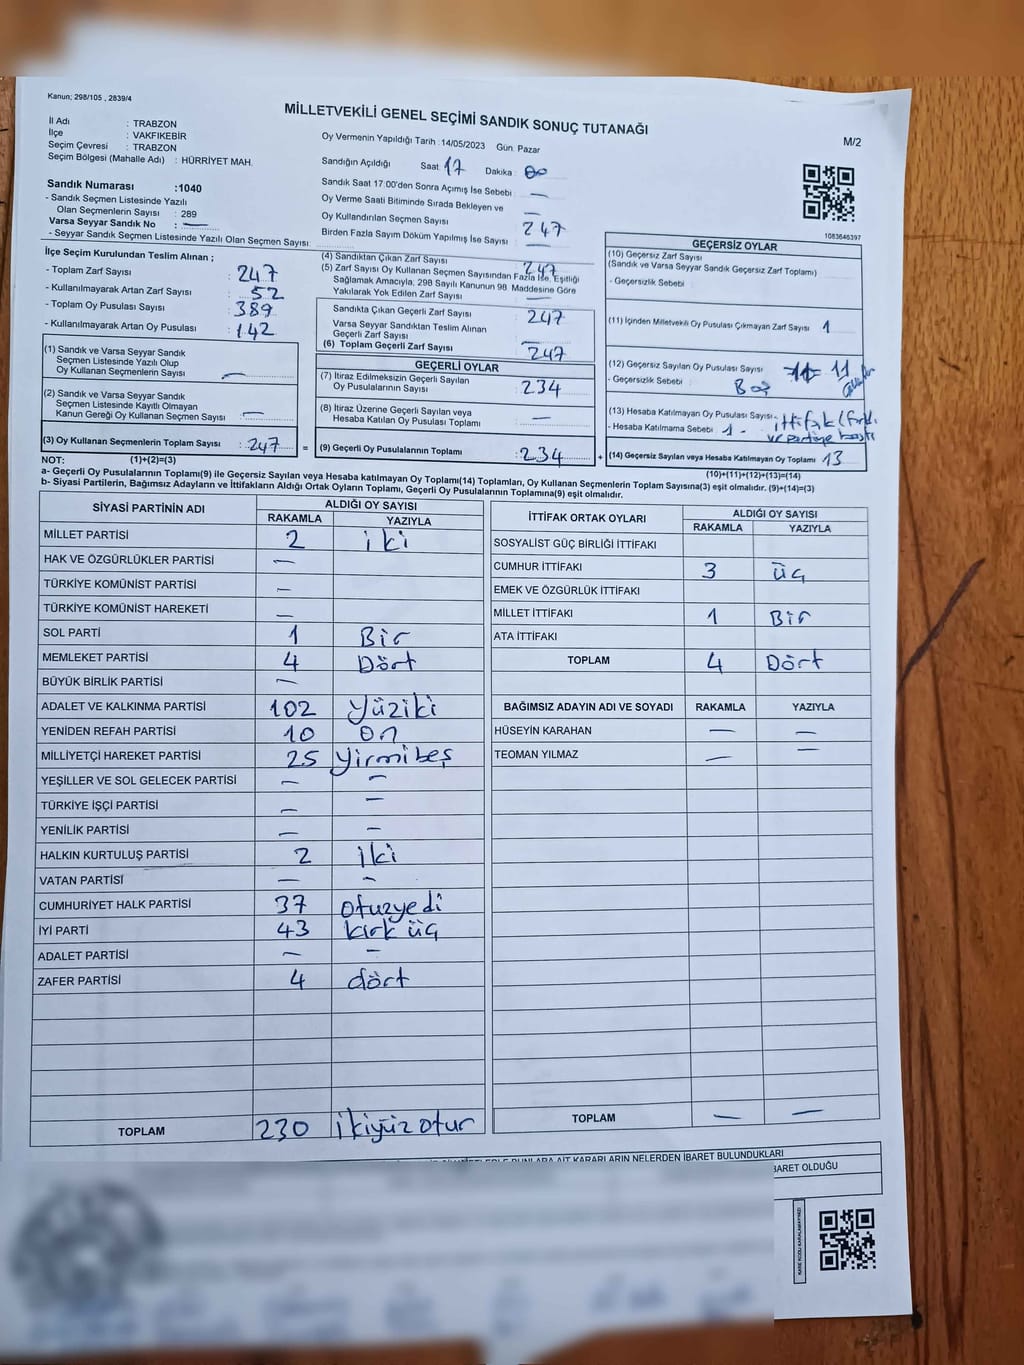 Kanun; 298/105 , 2839/4
MİLLETVEKİLİ GENEL SEÇİMİ SANDIK SONUÇ TUTANAĞI
M/2
İl Adı : TRABZON
İlçe : VAKFIKEBİR
Seçim Çevresi : TRABZON
Seçim Bölgesi (Mahalle Adı) : HÜRRİYET MAH.
Sandık Numarası :1040
- Sandık Seçmen Listesinde Yazılı
Olan Seçmenlerin Sayısı : 289
Varsa Seyyar Sandık No : —
- Seyyar Sandık Seçmen Listesinde Yazılı Olan Seçmen Sayısı:
Oy Vermenin Yapıldığı Tarih :14/05/2023 Gün: Pazar
Sandığın Açıldığı Saat: 17 Dakika : 00
Sandık Saat 17:00'den Sonra Açımış İse Sebebi : —
Oy Verme Saati Bitiminde Sırada Bekleyen ve
Oy Kullandırılan Seçmen Sayısı : —
Birden Fazla Sayım Döküm Yapılmış İse Sayısı : 247 —
1083646397
İlçe Seçim Kurulundan Teslim Alınan ;
- Toplam Zarf Sayısı : 247
- Kullanılmayarak Artan Zarf Sayısı : 52
- Toplam Oy Pusulası Sayısı : 389
- Kullanılmayarak Artan Oy Pusulası : 142
(1) Sandık ve Varsa Seyyar Sandık
Seçmen Listesinde Yazılı Olup
Oy Kullanan Seçmenlerin Sayısı : —
(2) Sandık ve Varsa Seyyar Sandık
Seçmen Listesinde Kayıtlı Olmayan
Kanun Gereği Oy Kullanan Seçmen Sayısı : —
(3) Oy Kullanan Seçmenlerin Toplam Sayısı : 247 =
(4) Sandıktan Çıkan Zarf Sayısı : 247
(5) Zarf Sayısı Oy Kullanan Seçmen Sayısından Fazla İse, Eşitliği
Sağlamak Amacıyla, 298 Sayılı Kanunun 98. Maddesine Göre
Yakılarak Yok Edilen Zarf Sayısı : —
Sandıkta Çıkan Geçerli Zarf Sayısı : 247
Varsa Seyyar Sandıktan Teslim Alınan
Geçerli Zarf Sayısı :
(6) Toplam Geçerli Zarf Sayısı : 247
GEÇERLİ OYLAR
(7) İtiraz Edilmeksizin Geçerli Sayılan
Oy Pusulalarının Sayısı : 234
(8) İtiraz Üzerine Geçerli Sayılan veya
Hesaba Katılan Oy Pusulası Toplamı : —
(9) Geçerli Oy Pusulalarının Toplamı : 234 +
GEÇERSİZ OYLAR
(10) Geçersiz Zarf Sayısı
(Sandık ve Varsa Seyyar Sandık Geçersiz Zarf Toplamı)
- Geçersizlik Sebebi :
(11) İçinden Milletvekili Oy Pusulası Çıkmayan Zarf Sayısı : 1
(12) Geçersiz Sayılan Oy Pusulası Sayısı : 11
- Geçersizlik Sebebi : Boş
(13) Hesaba Katılmayan Oy Pusulası Sayısı :
- Hesaba Katılmama Sebebi : 1 -
(14) Geçersiz Sayılan veya Hesaba Katılmayan Oy Toplamı : 13
NOT: (1)+(2)=(3)
(10)+(11)+(12)+(13)=(14)
a- Geçerli Oy Pusulalarının Toplamı(9) ile Geçersiz Sayılan veya Hesaba katılmayan Oy Toplamı(14) Toplamları, Oy Kullanan Seçmenlerin Toplam Sayısına(3) eşit olmalıdır. (9)+(14)=(3)
b- Siyasi Partilerin, Bağımsız Adayların ve İttifakların Aldığı Ortak Oyların Toplamı, Geçerli Oy Pusulalarının Toplamına(9) eşit olmalıdır.
SİYASİ PARTİNİN ADI ALDIĞI OY SAYISI
RAKAMLA YAZIYLA
MİLLET PARTİSİ 2 iki
HAK VE ÖZGÜRLÜKLER PARTİSİ —
TÜRKİYE KOMÜNİST PARTİSİ —
TÜRKİYE KOMÜNİST HAREKETİ —
SOL PARTİ 1 Bir
MEMLEKET PARTİSİ 4 Dört
BÜYÜK BİRLİK PARTİSİ —
ADALET VE KALKINMA PARTİSİ 102 Yüziki
YENİDEN REFAH PARTİSİ 10 on
MİLLİYETÇİ HAREKET PARTİSİ 25 Yirmibeş
YEŞİLLER VE SOL GELECEK PARTİSİ — —
TÜRKİYE İŞÇİ PARTİSİ — —
YENİLİK PARTİSİ — —
HALKIN KURTULUŞ PARTİSİ 2 İki
VATAN PARTİSİ — —
CUMHURİYET HALK PARTİSİ 37 otuzyedi
İYİ PARTİ 43 kırk üç
ADALET PARTİSİ — —
ZAFER PARTİSİ 4 dört
TOPLAM 230 ikiyüz otuz
İTTİFAK ORTAK OYLARI ALDIĞI OY SAYISI
RAKAMLA YAZIYLA
SOSYALİST GÜÇ BİRLİĞİ İTTİFAKI
CUMHUR İTTİFAKI 3 üç
EMEK VE ÖZGÜRLÜK İTTİFAKI
MİLLET İTTİFAKI 1 Bir
ATA İTTİFAKI
TOPLAM 4 Dört
BAĞIMSIZ ADAYIN ADI VE SOYADI RAKAMLA YAZIYLA
HÜSEYİN KARAHAN — —
TEOMAN YILMAZ — —
TOPLAM — —
BUNLARA AİT KARARLARIN NELERDEN İBARET BULUNDUKLARI
İBARET OLDUĞU
KARE KODU KARALAMAYINIZ!